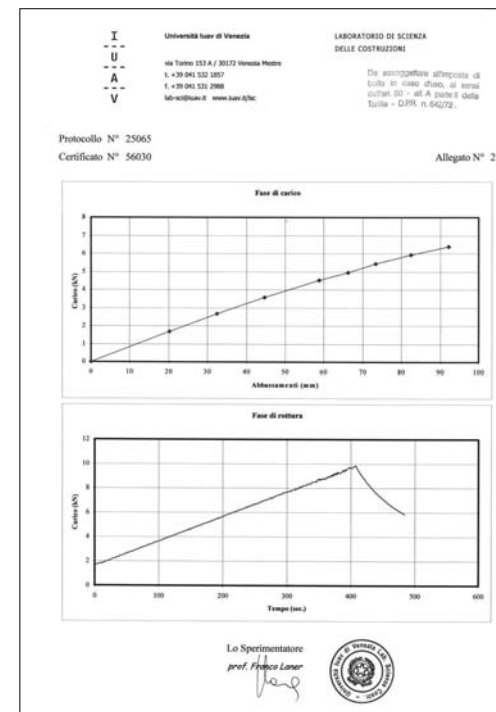 I
U
A
V
Università Iuav di Venezia
via Torino 153 A / 30172 Venezia Mestre
t. +39 041 532 1857
f. +39 041 531 2988
lab-sci@iuav.it www.iuav.it/lsc
LABORATORIO DI SCIENZA
DELLE COSTRUZIONI
Da assoggettare all'imposta di
bollo in caso d'uso, ai sensi
dell'art. 50 - all. A parte II della
Tariffa - D.P.R. n. 642/72.
Protocollo N° 25065
Certificato N° 56030
Allegato N° 2
Fase di carico
Carico (kN)
8
7
6
5
4
3
2
1
0
0 10 20 30 40 50 60 70 80 90 100
Abbassamenti (mm)
Fase di rottura
Carico (kN)
12
10
8
6
4
2
0
0 100 200 300 400 500 600
Tempo (sec.)
Lo Sperimentatore
prof. Franco Laner